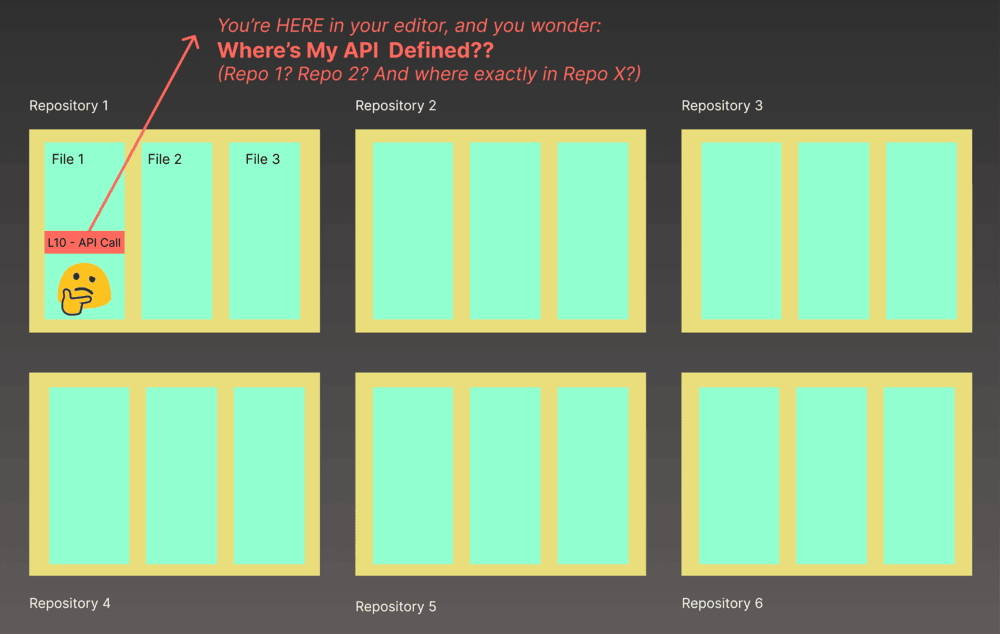 You’re HERE in your editor, and you wonder:
Where’s My API Defined??
(Repo 1? Repo 2? And where exactly in Repo X?)
Repository 1
Repository 2
Repository 3
File 1
File 2
File 3
L10 - API Call
Repository 4
Repository 5
Repository 6